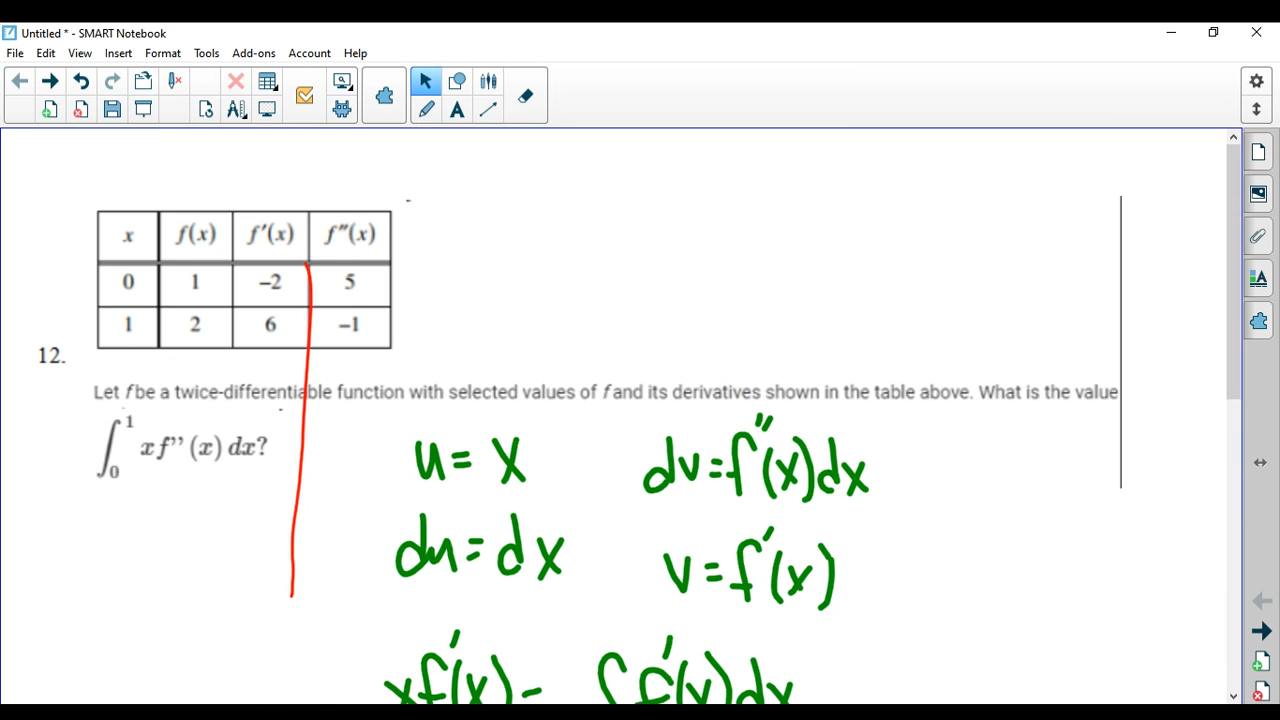 Untitled * - SMART Notebook
File Edit View Insert Format Tools Add-ons Account Help
x f(x) f'(x) f"(x)
0 1 –2 5
1 2 6 –1
12.
Let f be a twice-differentiable function with selected values of f and its derivatives shown in the table above. What is the value
∫₀¹ x f'' (x) dx?
u = x dv = f"(x)dx
du = dx v = f'(x)
xf'(x) - ∫ f'(x)dx